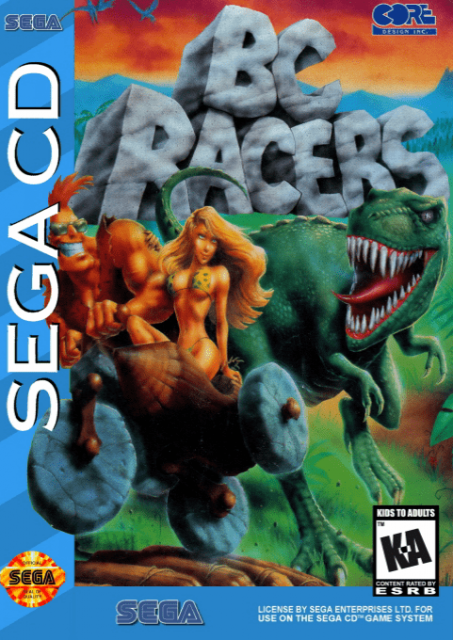 SEGA
CORE
DESIGN INC.
BC
RACERS
SEGA CD
KIDS TO ADULTS
TM
K-A
CONTENT RATED BY
ESRB
SEGA
SEGA
LICENSE BY SEGA ENTERPRISES LTD. FOR
USE ON THE SEGA CD™ GAME SYSTEM